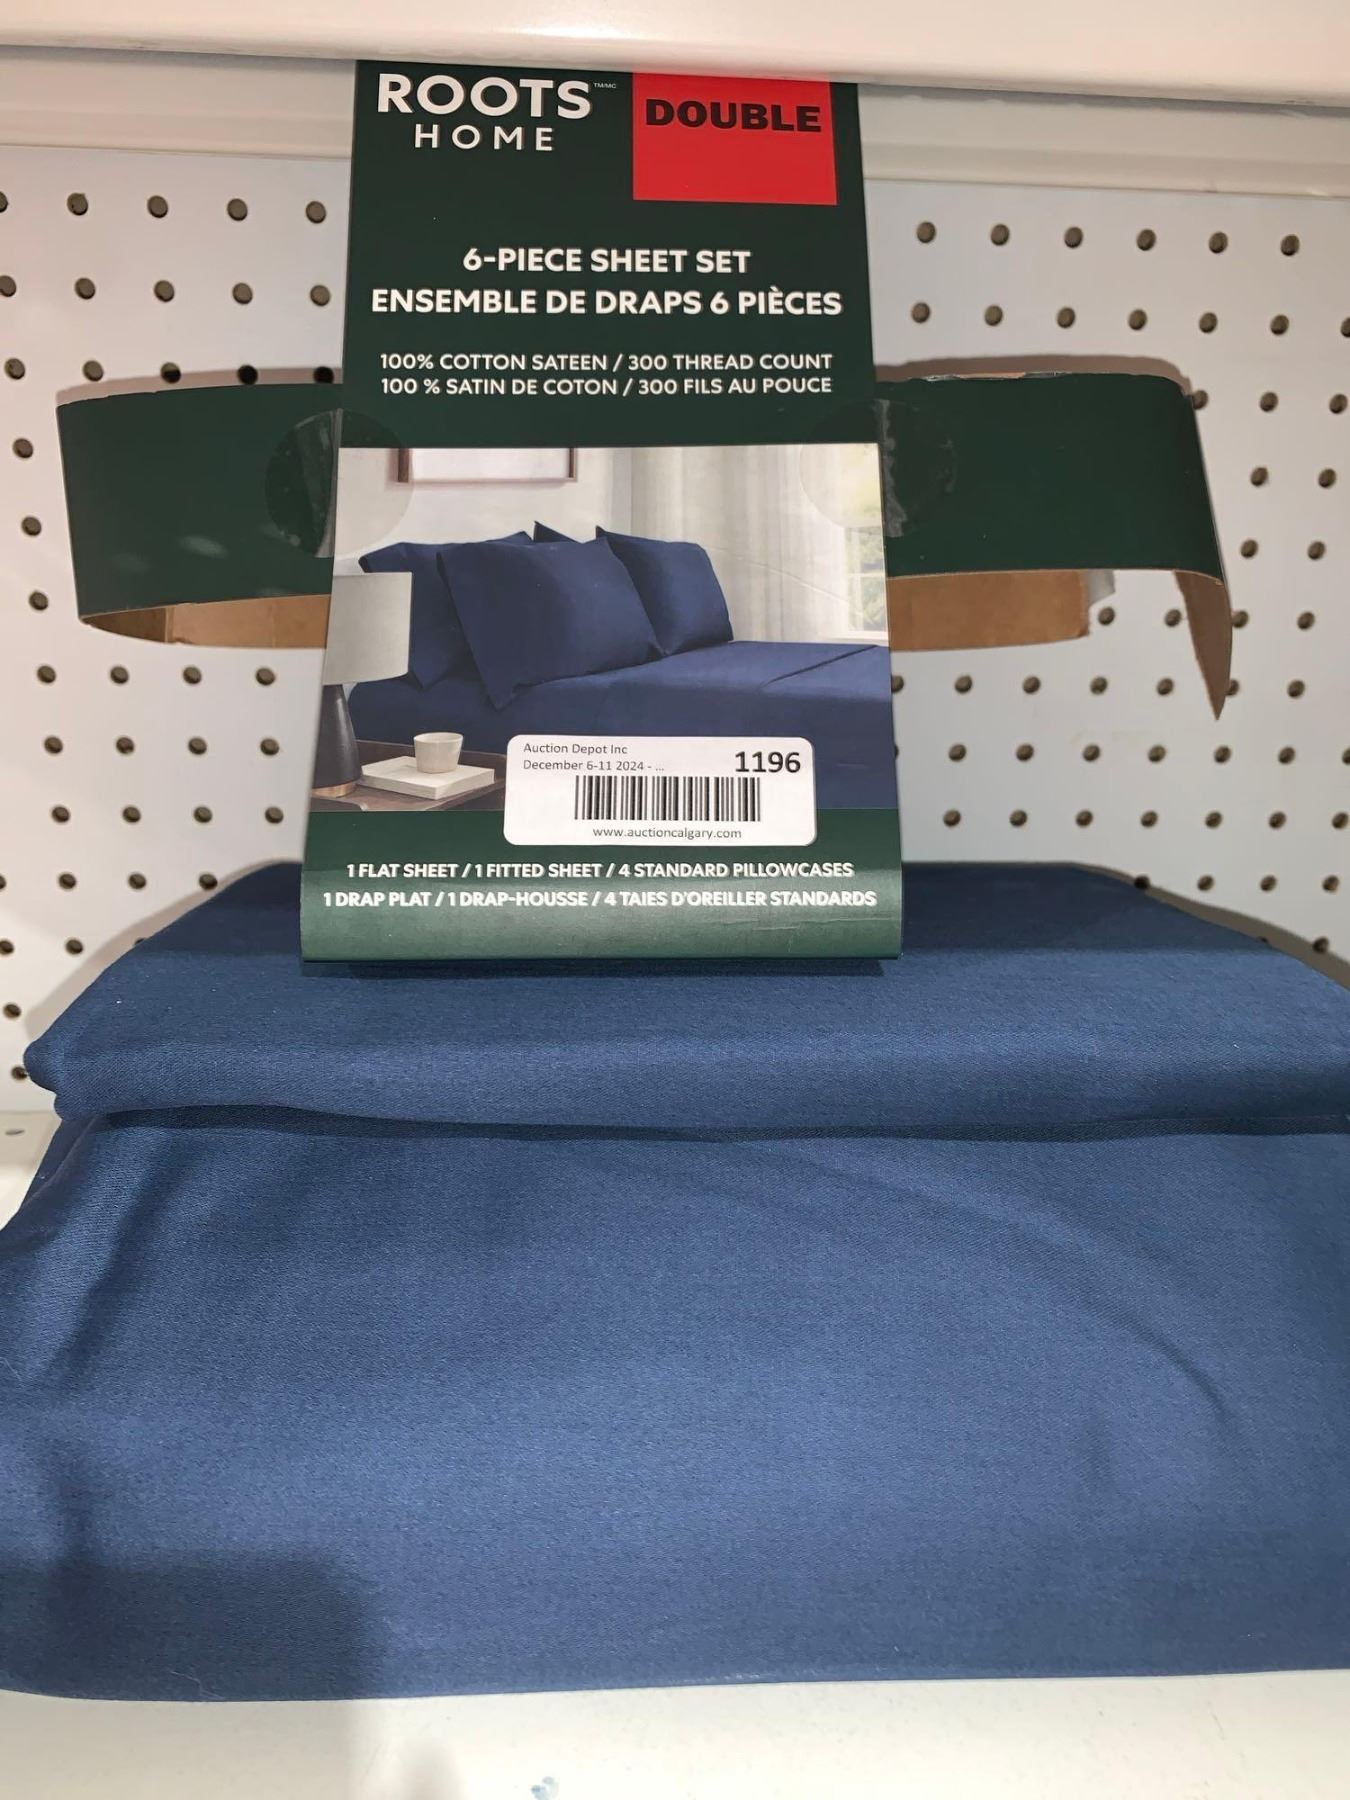 ROOTS TM/MC
HOME
DOUBLE
6-PIECE SHEET SET
ENSEMBLE DE DRAPS 6 PIÈCES
100% COTTON SATEEN / 300 THREAD COUNT
100 % SATIN DE COTON / 300 FILS AU POUCE
Auction Depot Inc
December 6-11 2024 - ...
1196
www.auctioncalgary.com
1 FLAT SHEET / 1 FITTED SHEET / 4 STANDARD PILLOWCASES
1 DRAP PLAT / 1 DRAP-HOUSSE / 4 TAIES D'OREILLER STANDARDS